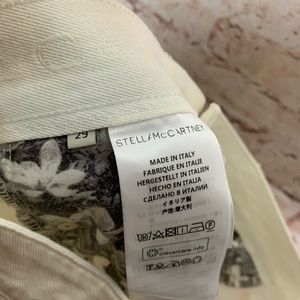 29
STELLA McCARTNEY
MADE IN ITALY
FABRIQUE EN ITALIE
HERGESTELLT IN ITALIEN
HECHO EN ITALIA
СДЕЛАНО В ИТАЛИИ
イタリア製
产地:意大利
clevercare.info